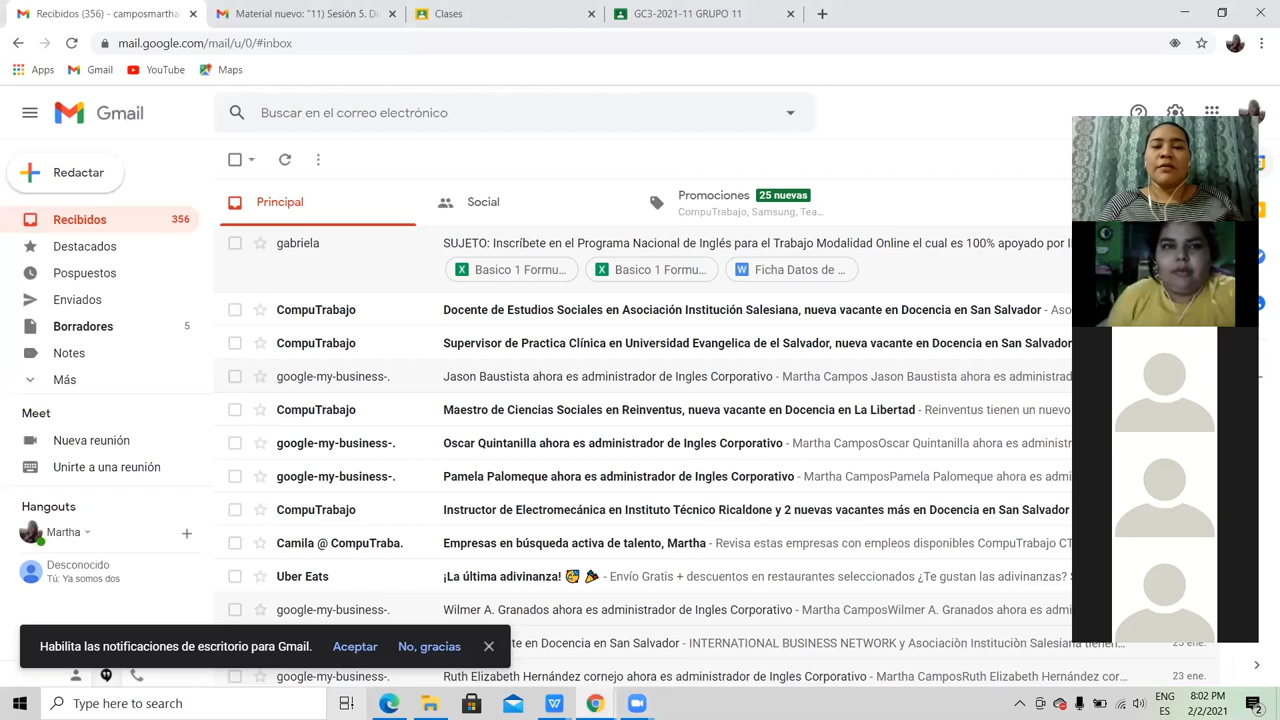 Recibidos (356) - camposmartha
Material nuevo: "11) Sesión 5. D
Clases
GC3-2021-11 GRUPO 11
mail.google.com/mail/u/0/#inbox
Apps
Gmail
YouTube
Maps
Gmail
Buscar en el correo electrónico
Redactar
Recibidos 356
Destacados
Pospuestos
Enviados
Borradores 5
Notes
Más
Meet
Nueva reunión
Unirte a una reunión
Hangouts
Martha
Desconocido
Tú: Ya somos dos
Principal
Social
Promociones 25 nuevas
CompuTrabajo, Samsung, Tea…
gabriela SUJETO: Inscríbete en el Programa Nacional de Inglés para el Trabajo Modalidad Online el cual es 100% apoyado por
Basico 1 Formu... Basico 1 Formu... Ficha Datos de ...
CompuTrabajo Docente de Estudios Sociales en Asociación Institución Salesiana, nueva vacante en Docencia en San Salvador - Aso
CompuTrabajo Supervisor de Practica Clínica en Universidad Evangelica de el Salvador, nueva vacante en Docencia en San Salvador
google-my-business-. Jason Baustista ahora es administrador de Ingles Corporativo - Martha Campos Jason Baustista ahora es administrad
CompuTrabajo Maestro de Ciencias Sociales en Reinventus, nueva vacante en Docencia en La Libertad - Reinventus tienen un nuevo
google-my-business-. Oscar Quintanilla ahora es administrador de Ingles Corporativo - Martha CamposOscar Quintanilla ahora es administr
google-my-business-. Pamela Palomeque ahora es administrador de Ingles Corporativo - Martha CamposPamela Palomeque ahora es
CompuTrabajo Instructor de Electromecánica en Instituto Técnico Ricaldone y 2 nuevas vacantes más en Docencia en San Salvador
Camila @ CompuTraba. Empresas en búsqueda activa de talento, Martha - Revisa estas empresas con empleos disponibles CompuTrabajo CT
Uber Eats ¡La última adivinanza! - Envío Gratis + descuentos en restaurantes seleccionados ¿Te gustan las adivinanzas?
google-my-business-. Wilmer A. Granados ahora es administrador de Ingles Corporativo - Martha CamposWilmer A. Granados ahora es
te en Docencia en San Salvador - INTERNATIONAL BUSINESS NETWORK y Asociaciòn Instituciòn Salesiana tienen… 25 ene.
Ruth Elizabeth Hernández cornejo ahora es administrador de Ingles Corporativo - Martha CamposRuth Elizabeth Hernández cor… 23 ene.
Habilita las notificaciones de escritorio para Gmail. Aceptar No, gracias
Type here to search
ENG
ES
8:02 PM
2/2/2021
2